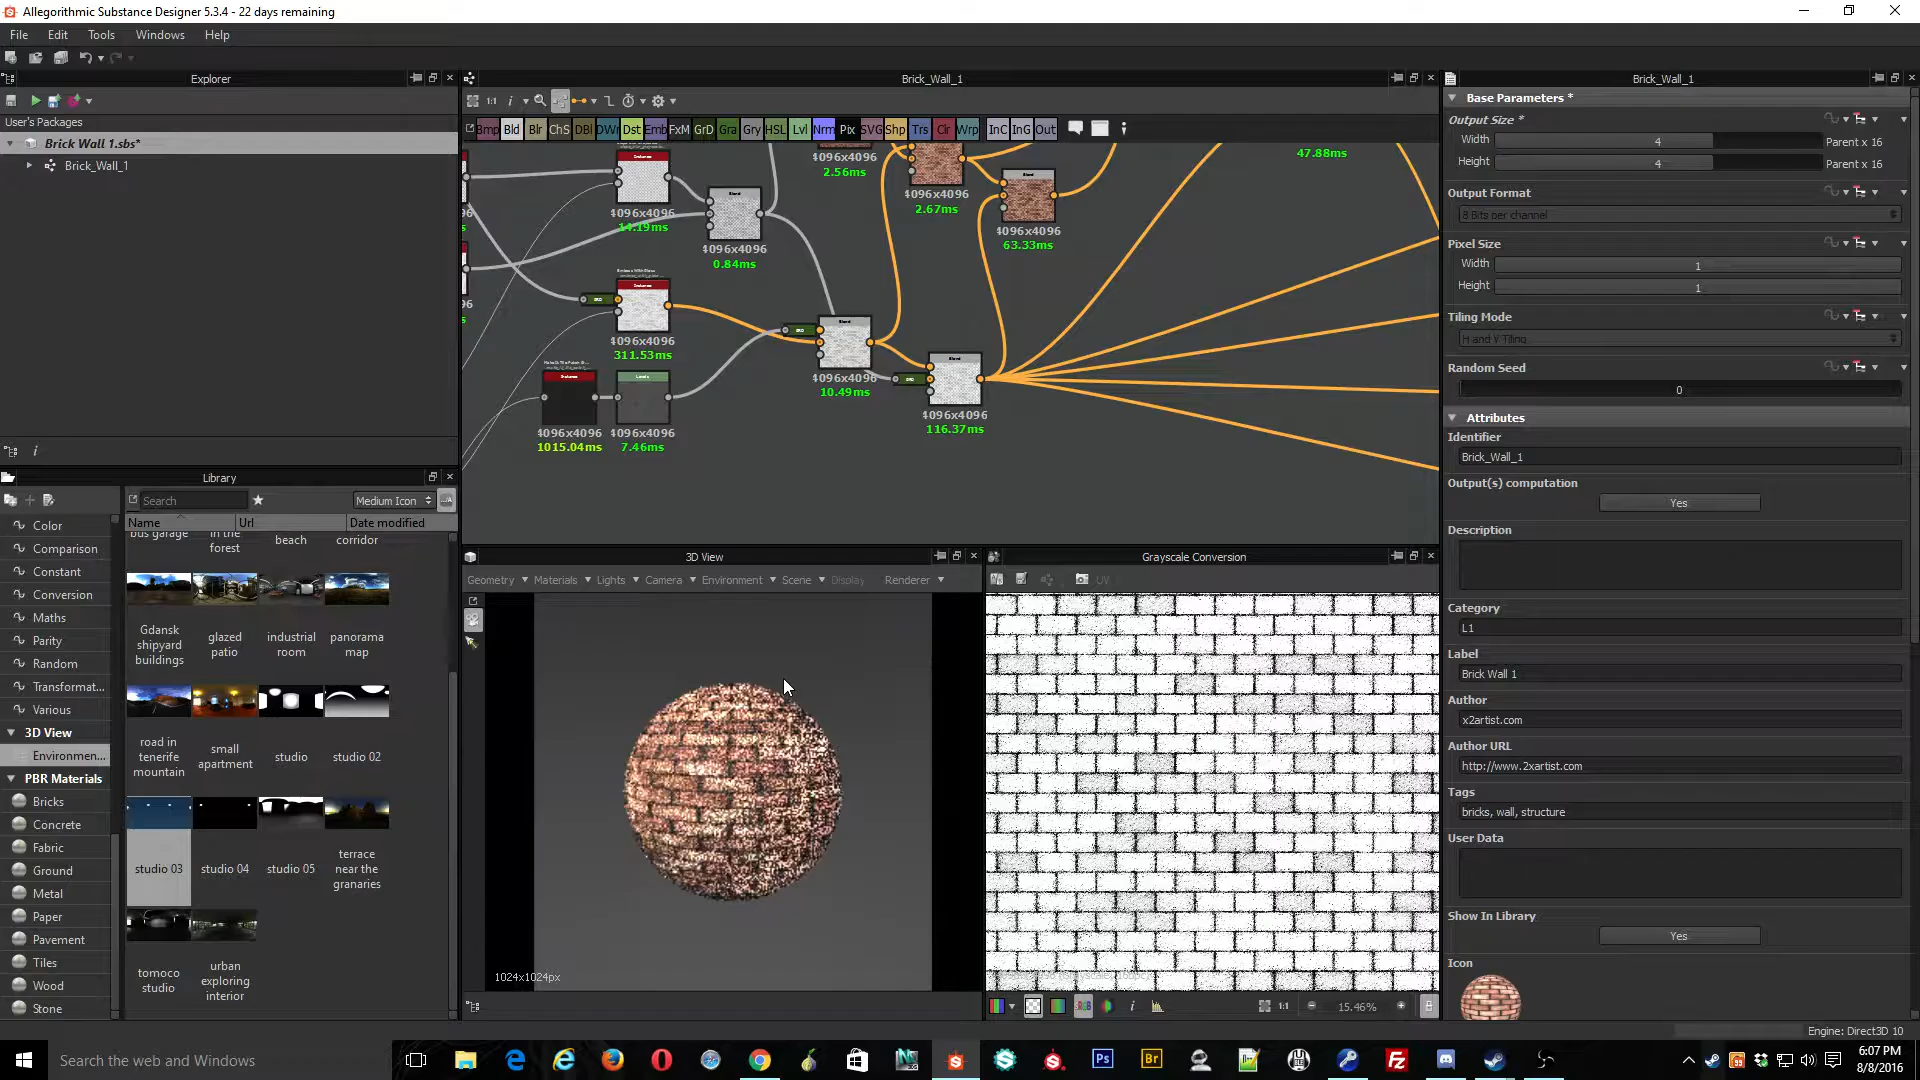 Allegorithmic Substance Designer 5.3.4 - 22 days remaining
File Edit Tools Windows Help
Explorer
User's Packages
Brick Wall 1.sbs*
Brick_Wall_1
Library
Search
Medium Icon
Name Url Date modified
Color
Comparison
Constant
Conversion
Maths
Parity
Random
Transformat...
Various
3D View
Environmen...
PBR Materials
Bricks
Concrete
Fabric
Ground
Metal
Paper
Pavement
Tiles
Wood
Stone
bus garage
in the forest
beach
corridor
Gdansk shipyard buildings
glazed patio
industrial room
panorama map
road in tenerife mountain
small apartment
studio
studio 02
studio 03
studio 04
studio 05
terrace near the granaries
tomoco studio
urban exploring interior
Brick_Wall_1
1:1
Bmp Bld Blr ChS DBl DWr Dst Emb FxM GrD Gra Gry HSL Lvl Nrm Pix SVG Shp Trs Uni Clr Wrp InC InG Out
4096x4096
14.19ms
4096x4096
0.84ms
4096x4096
2.56ms
4096x4096
2.67ms
4096x4096
63.33ms
47.88ms
4096x4096
311.53ms
4096x4096
1015.04ms
4096x4096
7.46ms
4096x4096
10.49ms
4096x4096
116.37ms
3D View
Geometry Materials Lights Camera Environment Scene Display Renderer
1024x1024px
Grayscale Conversion
UV
1:1
15.46%
Brick_Wall_1
Base Parameters *
Output Size *
Width 4 Parent x 16
Height 4 Parent x 16
Output Format
8 Bits per channel
Pixel Size
Width 1
Height 1
Tiling Mode
H and V Tiling
Random Seed
0
Attributes
Identifier
Brick_Wall_1
Output(s) computation
Yes
Description
Category
L1
Label
Brick Wall 1
Author
x2artist.com
Author URL
http://www.2xartist.com
Tags
bricks, wall, structure
User Data
Show In Library
Yes
Icon
Engine: Direct3D 10
Search the web and Windows
6:07 PM
8/8/2016